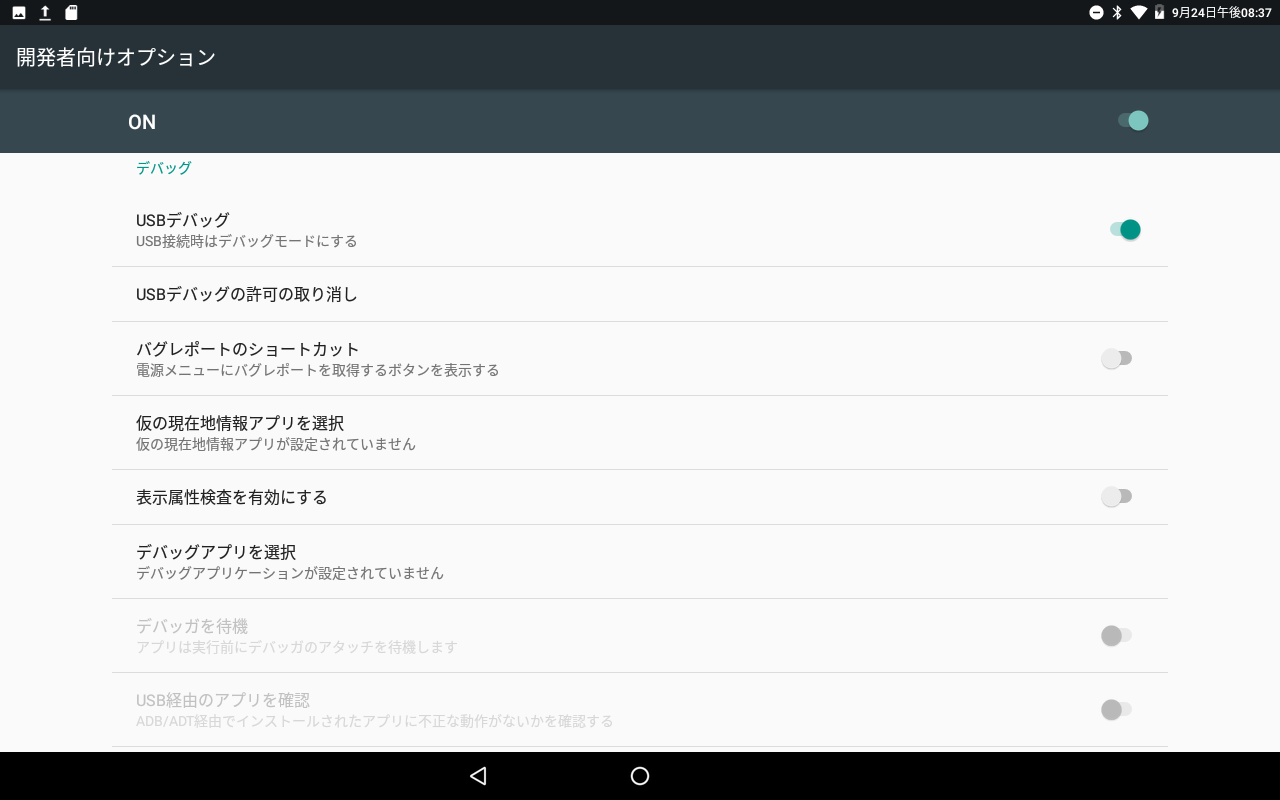 9月24日午後08:37
開発者向けオプション
ON
デバッグ
USBデバッグ
USB接続時はデバッグモードにする
USBデバッグの許可の取り消し
バグレポートのショートカット
電源メニューにバグレポートを取得するボタンを表示する
仮の現在地情報アプリを選択
仮の現在地情報アプリが設定されていません
表示属性検査を有効にする
デバッグアプリを選択
デバッグアプリケーションが設定されていません
デバッガを待機
アプリは実行前にデバッガのアタッチを待機します
USB経由のアプリを確認
ADB/ADT経由でインストールされたアプリに不正な動作がないかを確認する